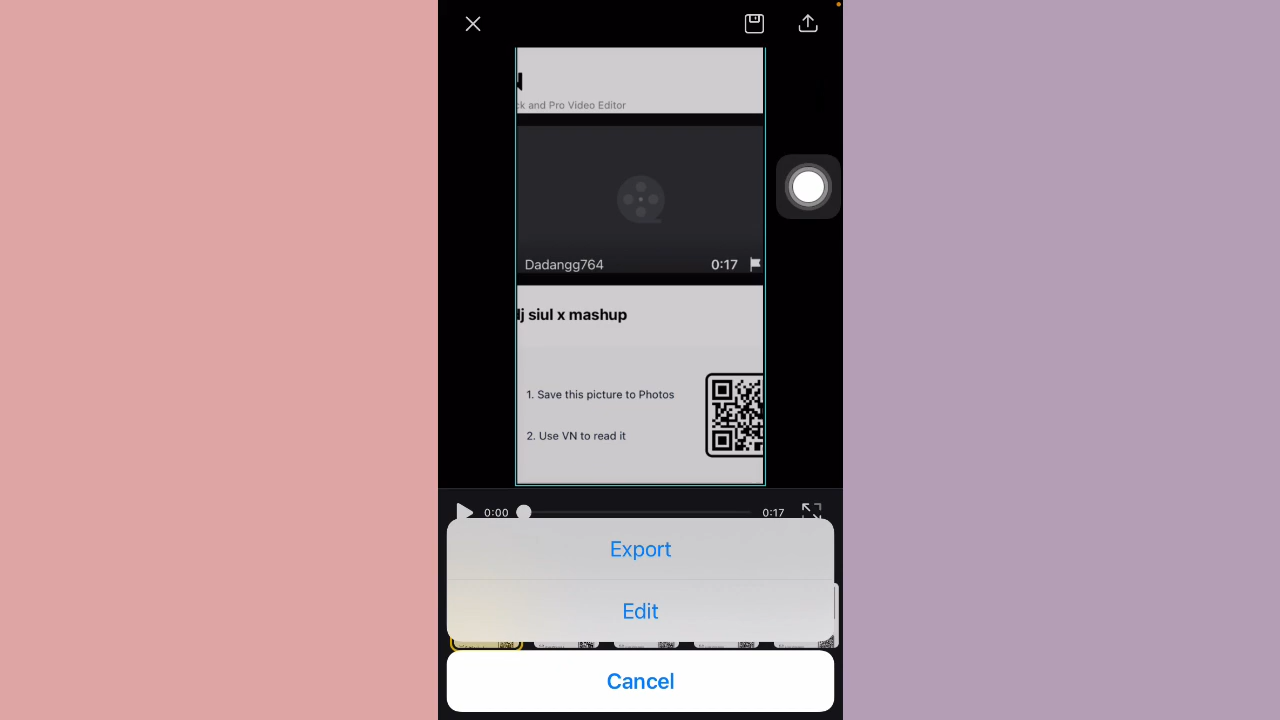 ck and Pro Video Editor
Dadangg764 0:17
dj siul x mashup
1. Save this picture to Photos
2. Use VN to read it
0:00 0:17
Export
Edit
Cancel